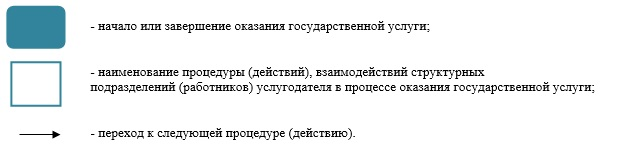 - начало или завершение оказания государственной услуги;
- наименование процедуры (действий), взаимодействий структурных
подразделений (работников) услугодателя в процессе оказания государственной услуги;
- переход к следующей процедуре (действию).